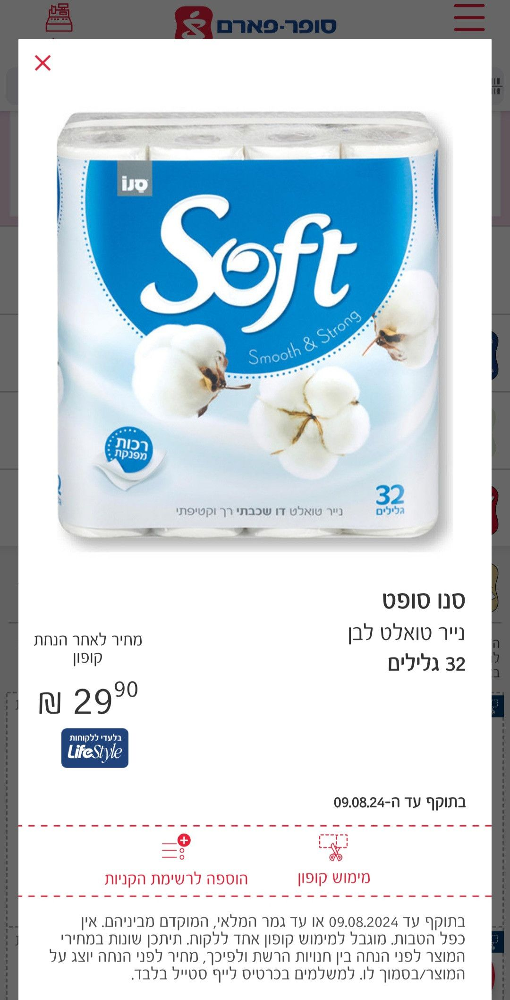 סופר-פארם
סנו
Soft
Smooth & Strong
רכות
מפנקת
32
גלילים
נייר טואלט דו שכבתי רך וקטיפתי
סנו סופט
נייר טואלט לבן
32 גלילים
מחיר לאחר הנחת
קופון
29⁹⁰ ₪
בלעדי ללקוחות
LifeStyle
בתוקף עד ה-09.08.24
מימוש קופון
הוספה לרשימת הקניות
בתוקף עד 09.08.2024 או עד גמר המלאי, המוקדם מביניהם. אין
כפל הטבות. מוגבל למימוש קופון אחד ללקוח. תיתכן שונות במחירי
המוצר לפני הנחה בין חנויות הרשת ולפיכך, מחיר לפני הנחה יוצג על
המוצר/בסמוך לו. למשלמים בכרטיס לייף סטייל בלבד.